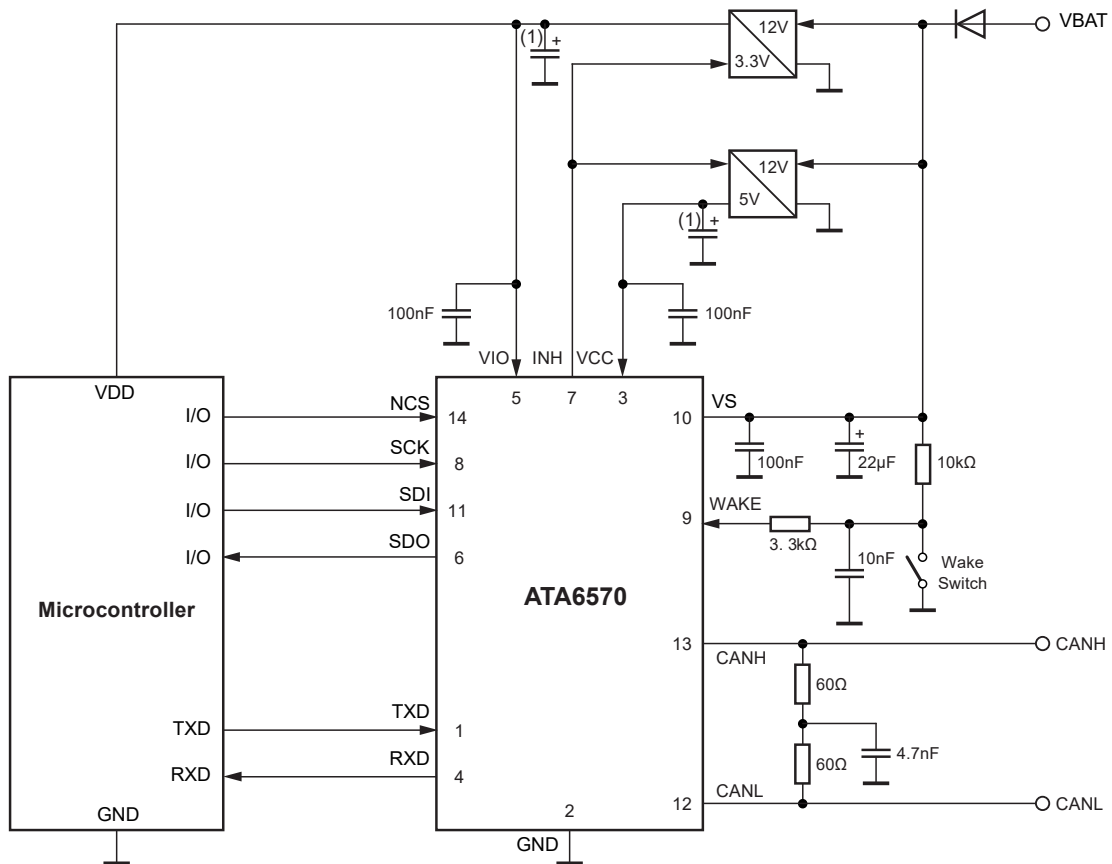 VBAT
(1) +
12V
3.3V
12V
5V
(1) +
100nF
100nF
VIO
INH
VCC
VDD
5
7
3
I/O
NCS
14
10
VS
I/O
SCK
8
100nF
+
22µF
10kΩ
I/O
SDI
11
9
WAKE
3. 3kΩ
I/O
SDO
6
10nF
Wake
Switch
Microcontroller
ATA6570
13
CANH
CANH
60Ω
TXD
TXD
1
4.7nF
RXD
RXD
4
60Ω
12
CANL
CANL
GND
2
GND